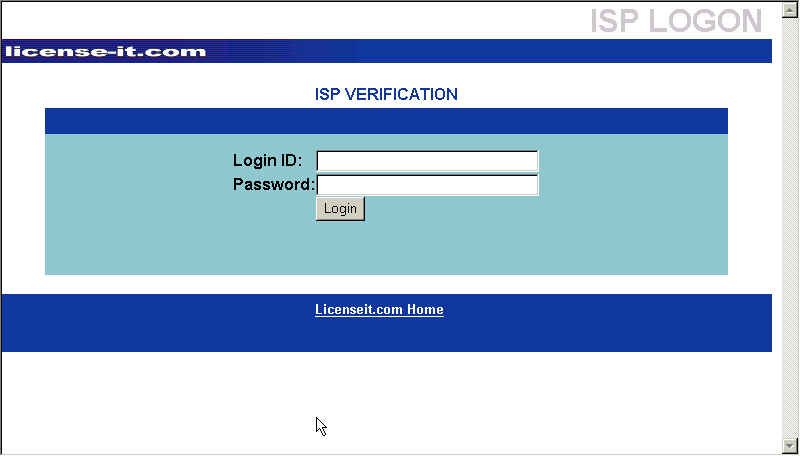 ISP LOGON
license-it.com
ISP VERIFICATION
Login ID:
Password:
Login
Licenseit.com Home